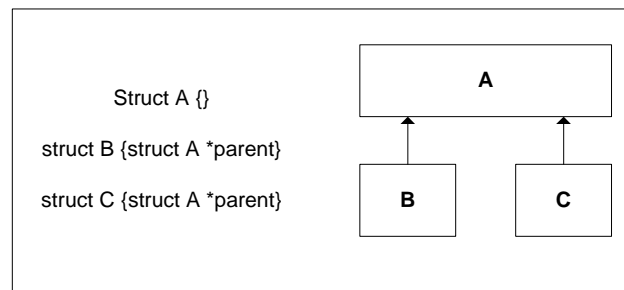 Struct A {}
struct B {struct A *parent}
struct C {struct A *parent}
A
B
C